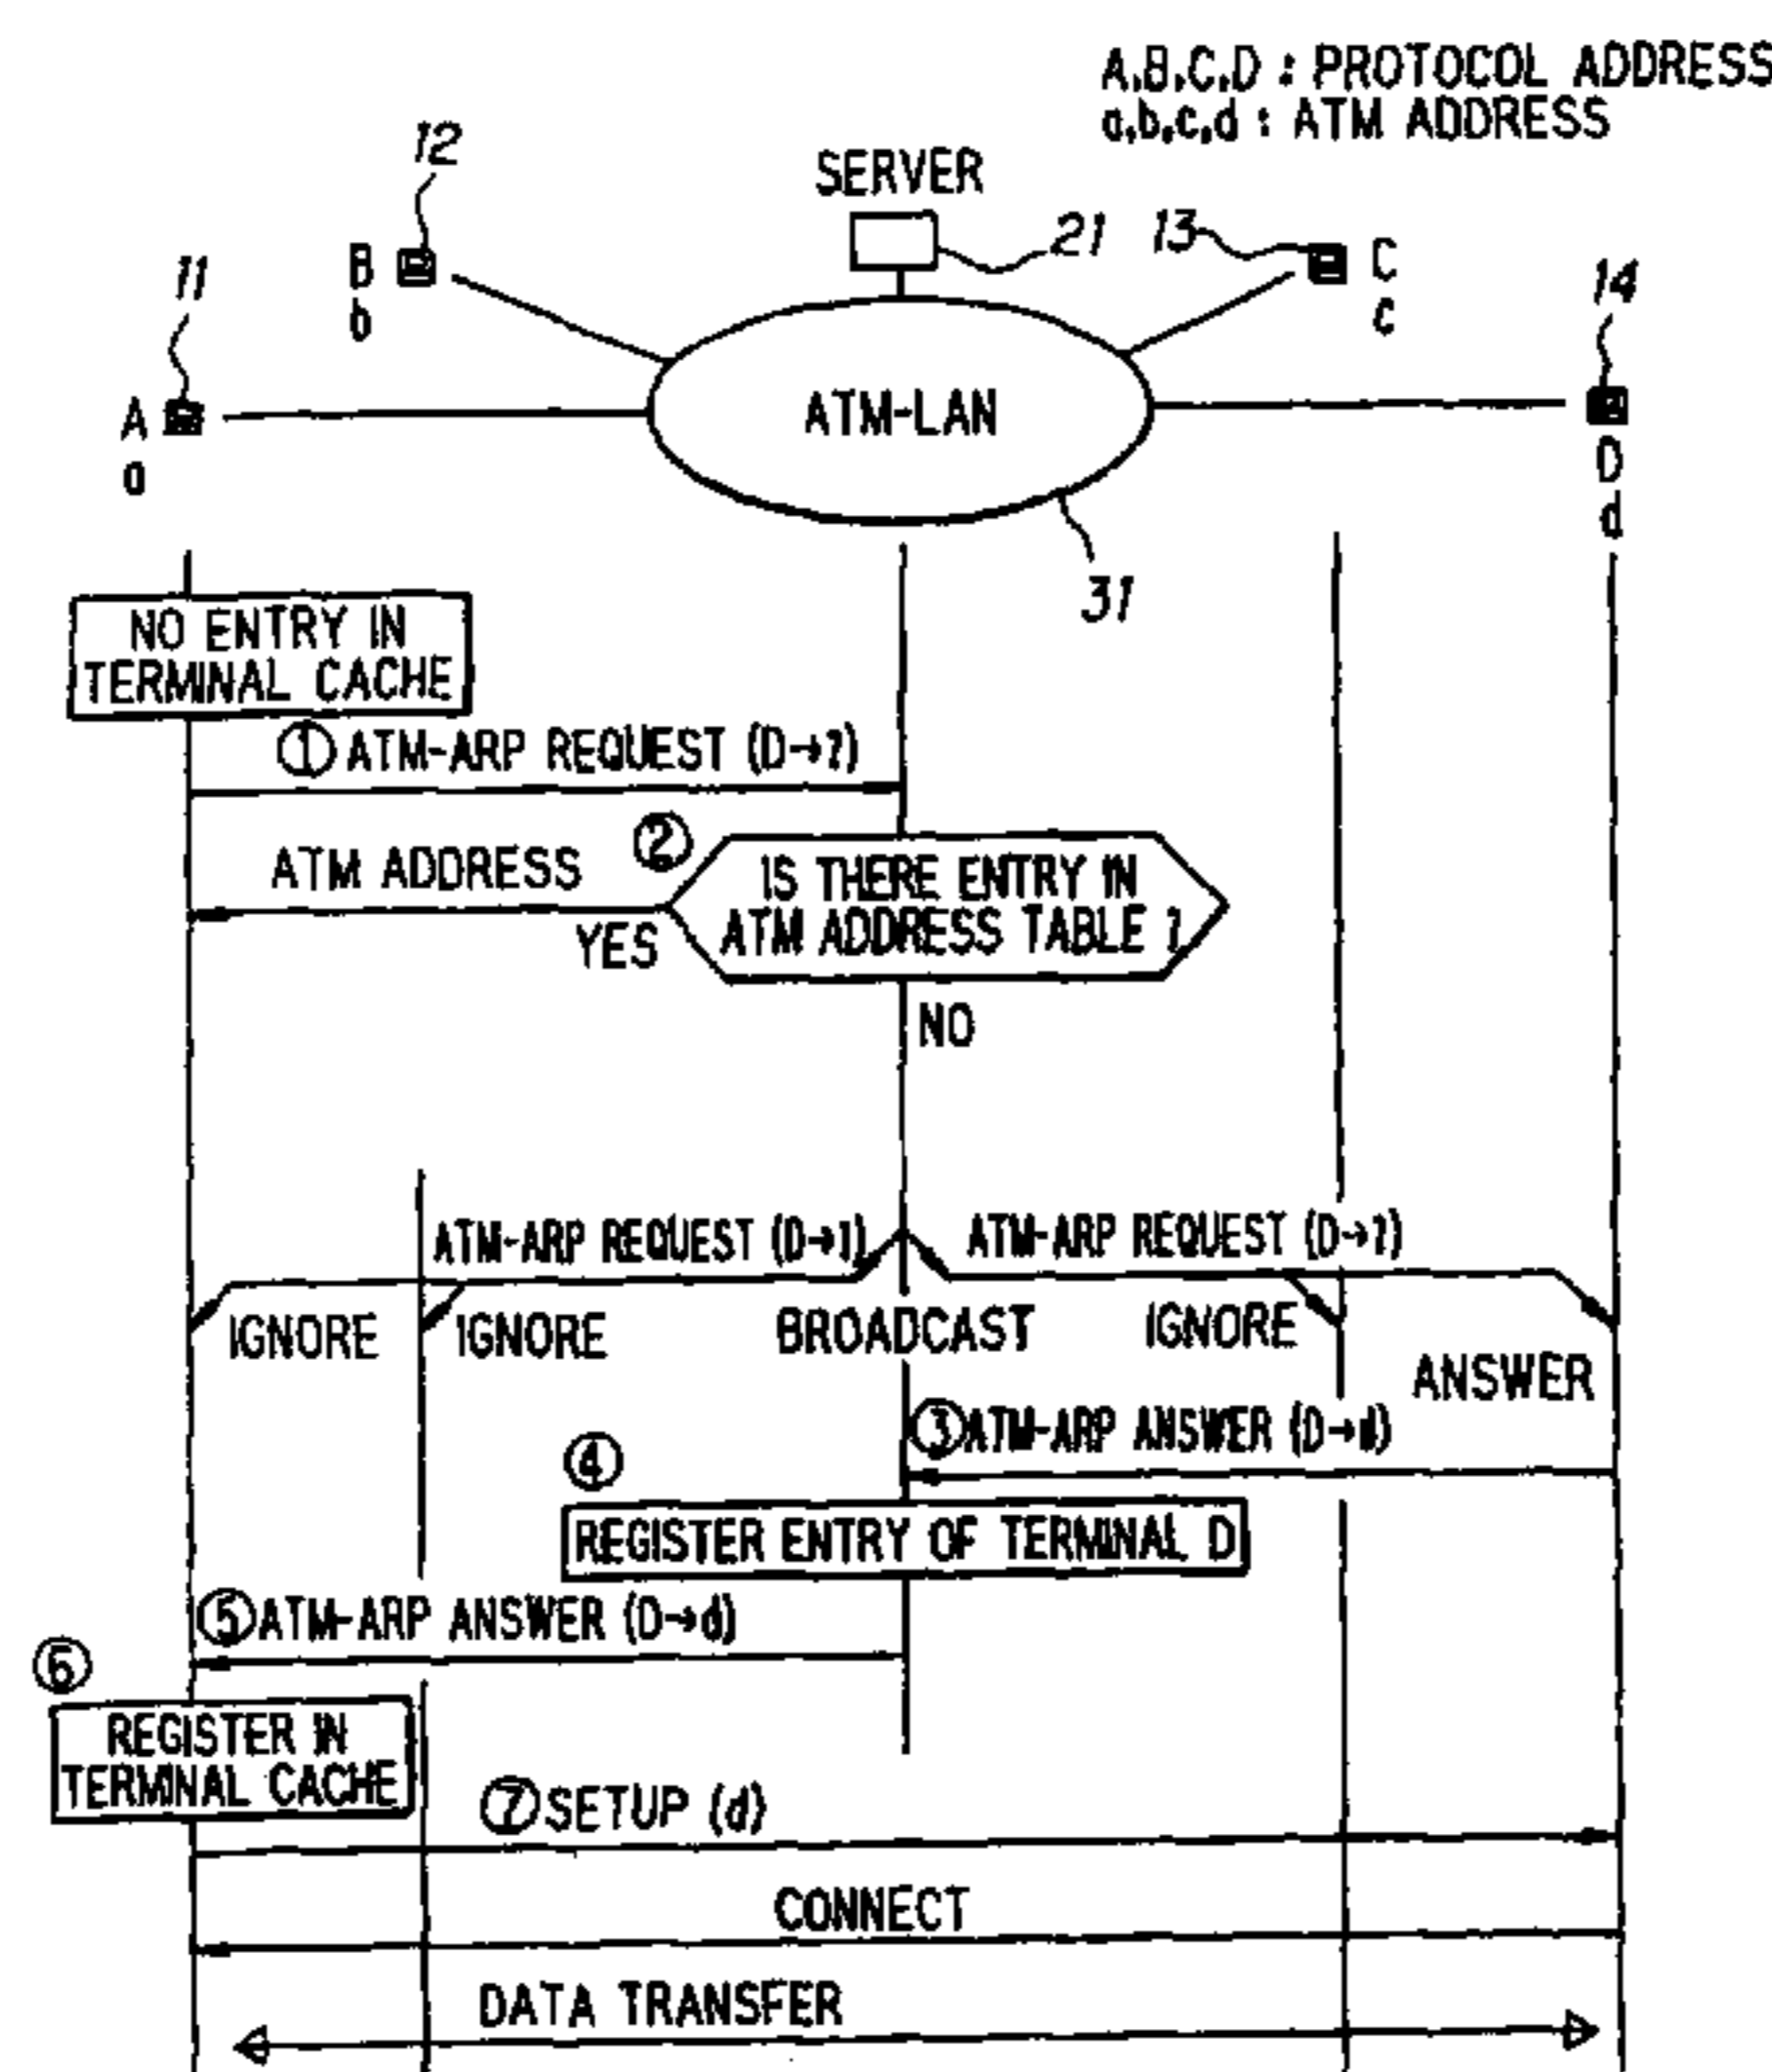 A,B,C,D : PROTOCOL ADDRESS
a,b,c,d : ATM ADDRESS
12
SERVER
21
13
11
B
b
C
c
14
A
a
ATM-LAN
D
d
31
NO ENTRY IN
TERMINAL CACHE
① ATM-ARP REQUEST (D→?)
②
ATM ADDRESS
IS THERE ENTRY IN
ATM ADDRESS TABLE ?
YES
NO
ATM-ARP REQUEST (D→?)
ATM-ARP REQUEST (D→?)
IGNORE
IGNORE
BROADCAST
IGNORE
ANSWER
③ ATM-ARP ANSWER (D→d)
④
REGISTER ENTRY OF TERMINAL D
⑤ ATM-ARP ANSWER (D→d)
⑥
REGISTER IN
TERMINAL CACHE
⑦ SETUP (d)
CONNECT
DATA TRANSFER